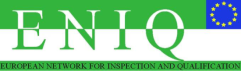 ENIQ
EUROPEAN NETWORK FOR INSPECTION AND QUALIFICATION